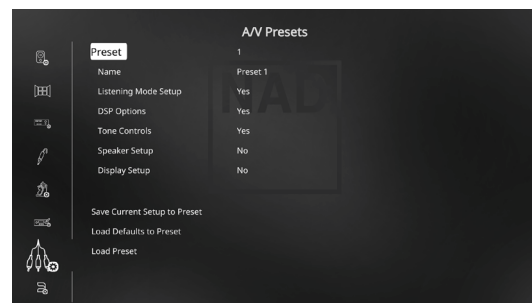 A/V Presets
Preset 1
Name Preset 1
Listening Mode Setup Yes
DSP Options Yes
Tone Controls Yes
Speaker Setup No
Display Setup No
Save Current Setup to Preset
Load Defaults to Preset
Load Preset
NAD